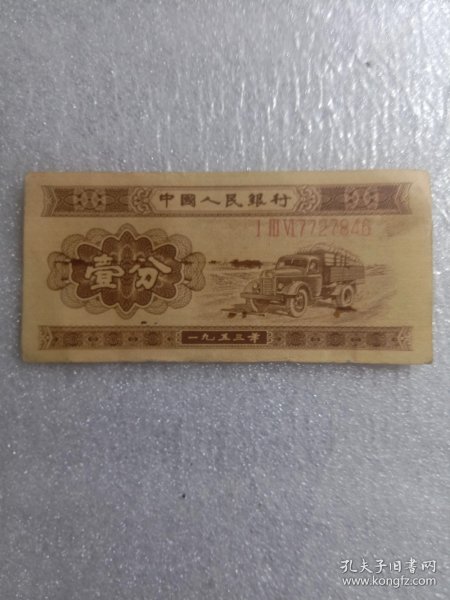 中國人民銀行
I III VI 7727846
壹分
一九五三年
孔夫子旧书网
www.kongfz.com